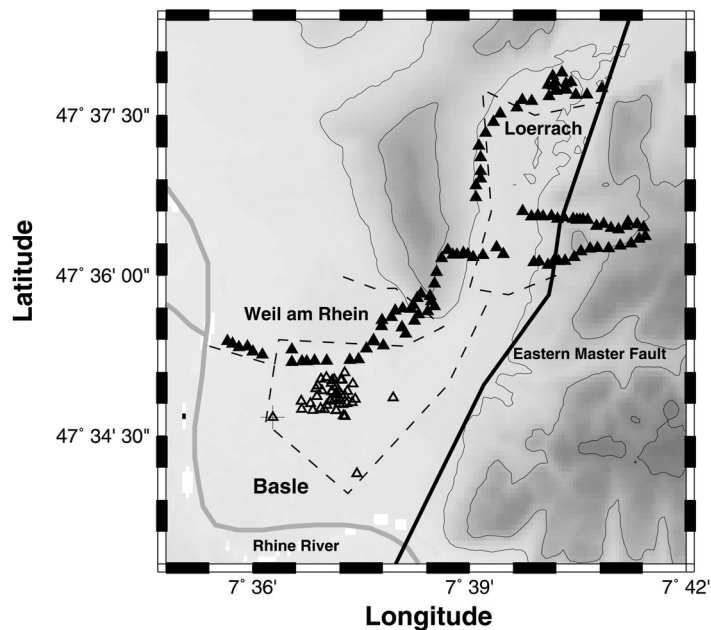 47° 37' 30"
Loerrach
Latitude
47° 36' 00"
Weil am Rhein
Eastern Master Fault
47° 34' 30"
Basle
Rhine River
7° 36'
7° 39'
7° 42'
Longitude